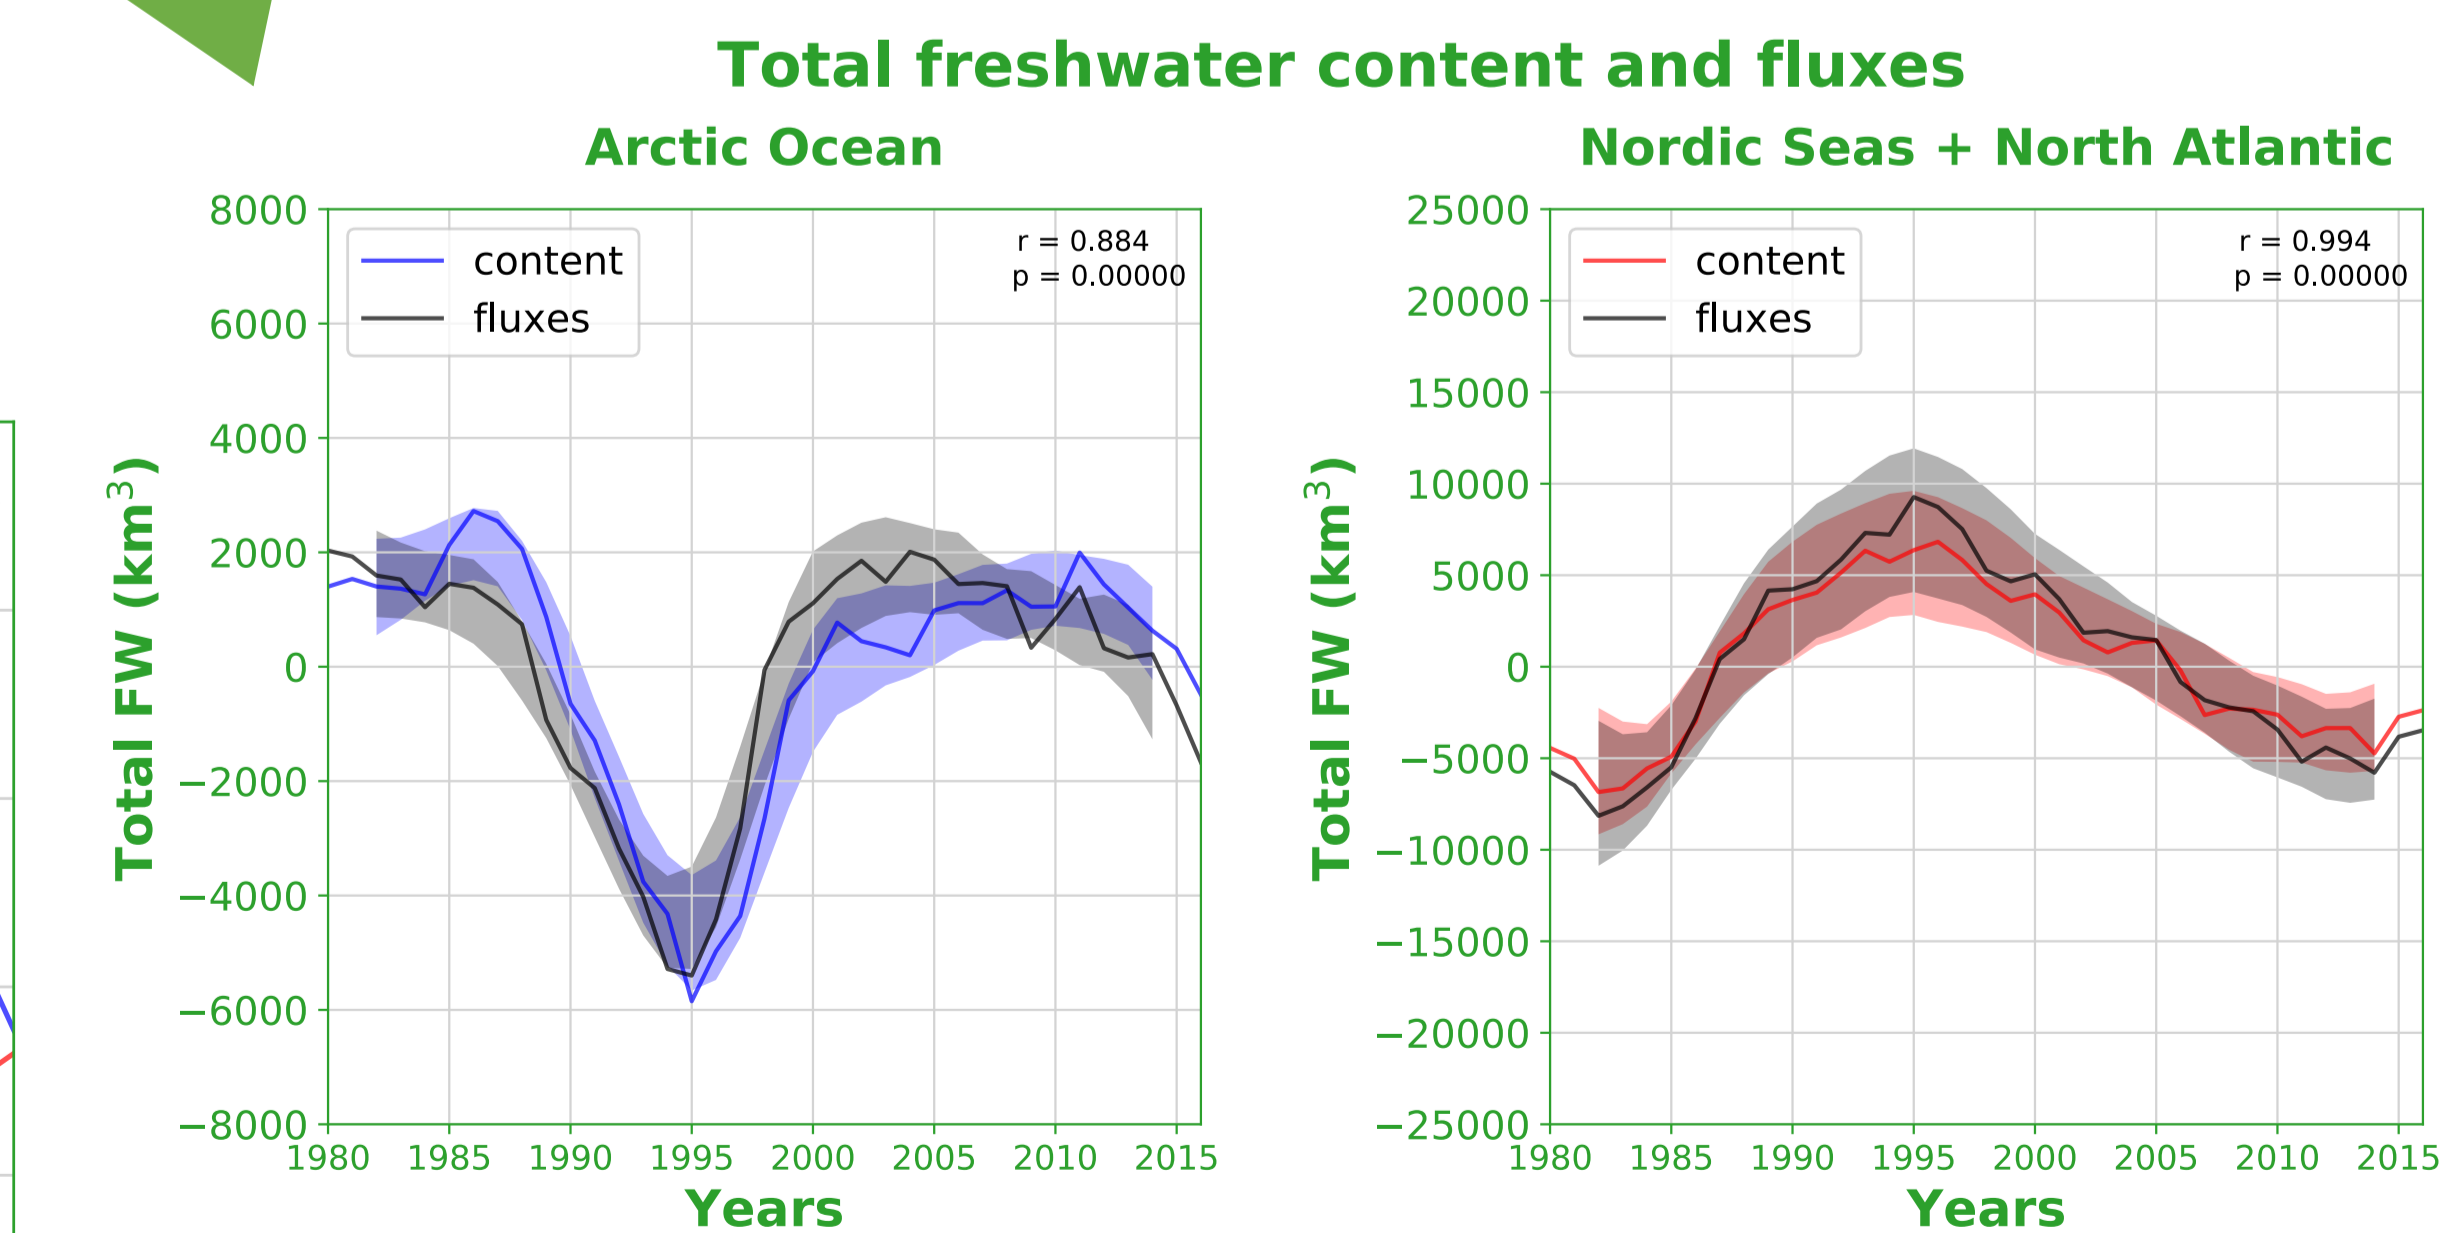 Total freshwater content and fluxes
Arctic Ocean
Total FW (km³)
8000
6000
4000
2000
0
−2000
−4000
−6000
−8000
content
fluxes
r = 0.884
p = 0.00000
1980 1985 1990 1995 2000 2005 2010 2015
Years
Nordic Seas + North Atlantic
Total FW (km³)
25000
20000
15000
10000
5000
0
−5000
−10000
−15000
−20000
−25000
content
fluxes
r = 0.994
p = 0.00000
1980 1985 1990 1995 2000 2005 2010 2015
Years